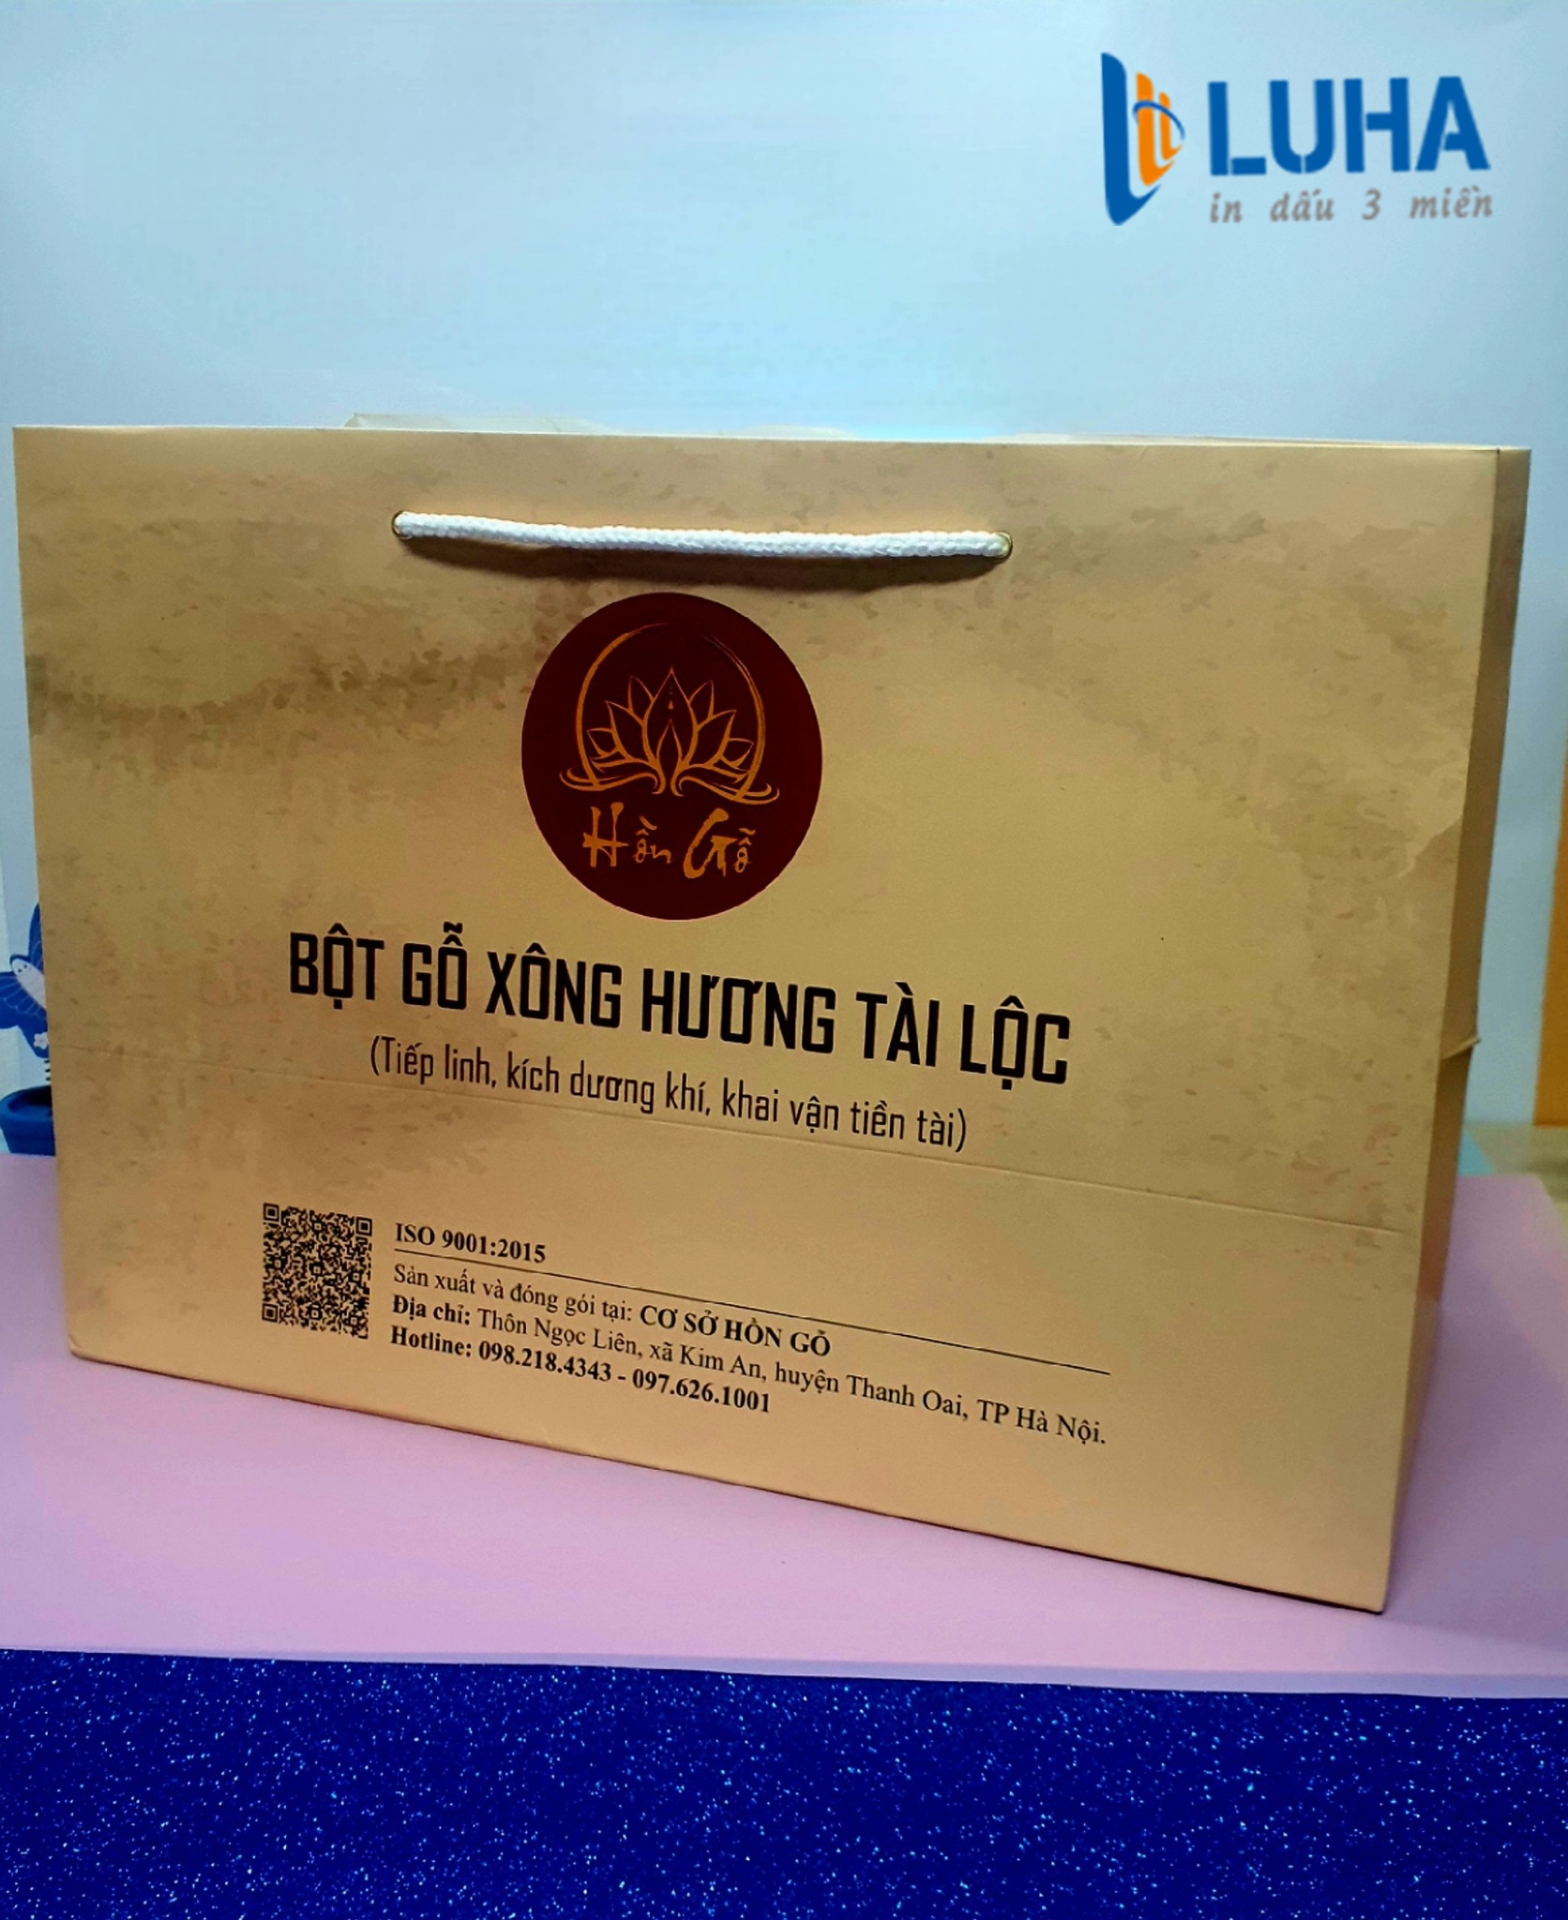 LUHA
in dấu 3 miền
Hồn Gỗ
BỘT GỖ XÔNG HƯƠNG TÀI LỘC
(Tiếp linh, kích dương khí, khai vận tiền tài)
ISO 9001:2015
Sản xuất và đóng gói tại: CƠ SỞ HỒN GỖ
Địa chỉ: Thôn Ngọc Liên, xã Kim An, huyện Thanh Oai, TP Hà Nội.
Hotline: 098.218.4343 - 097.626.1001